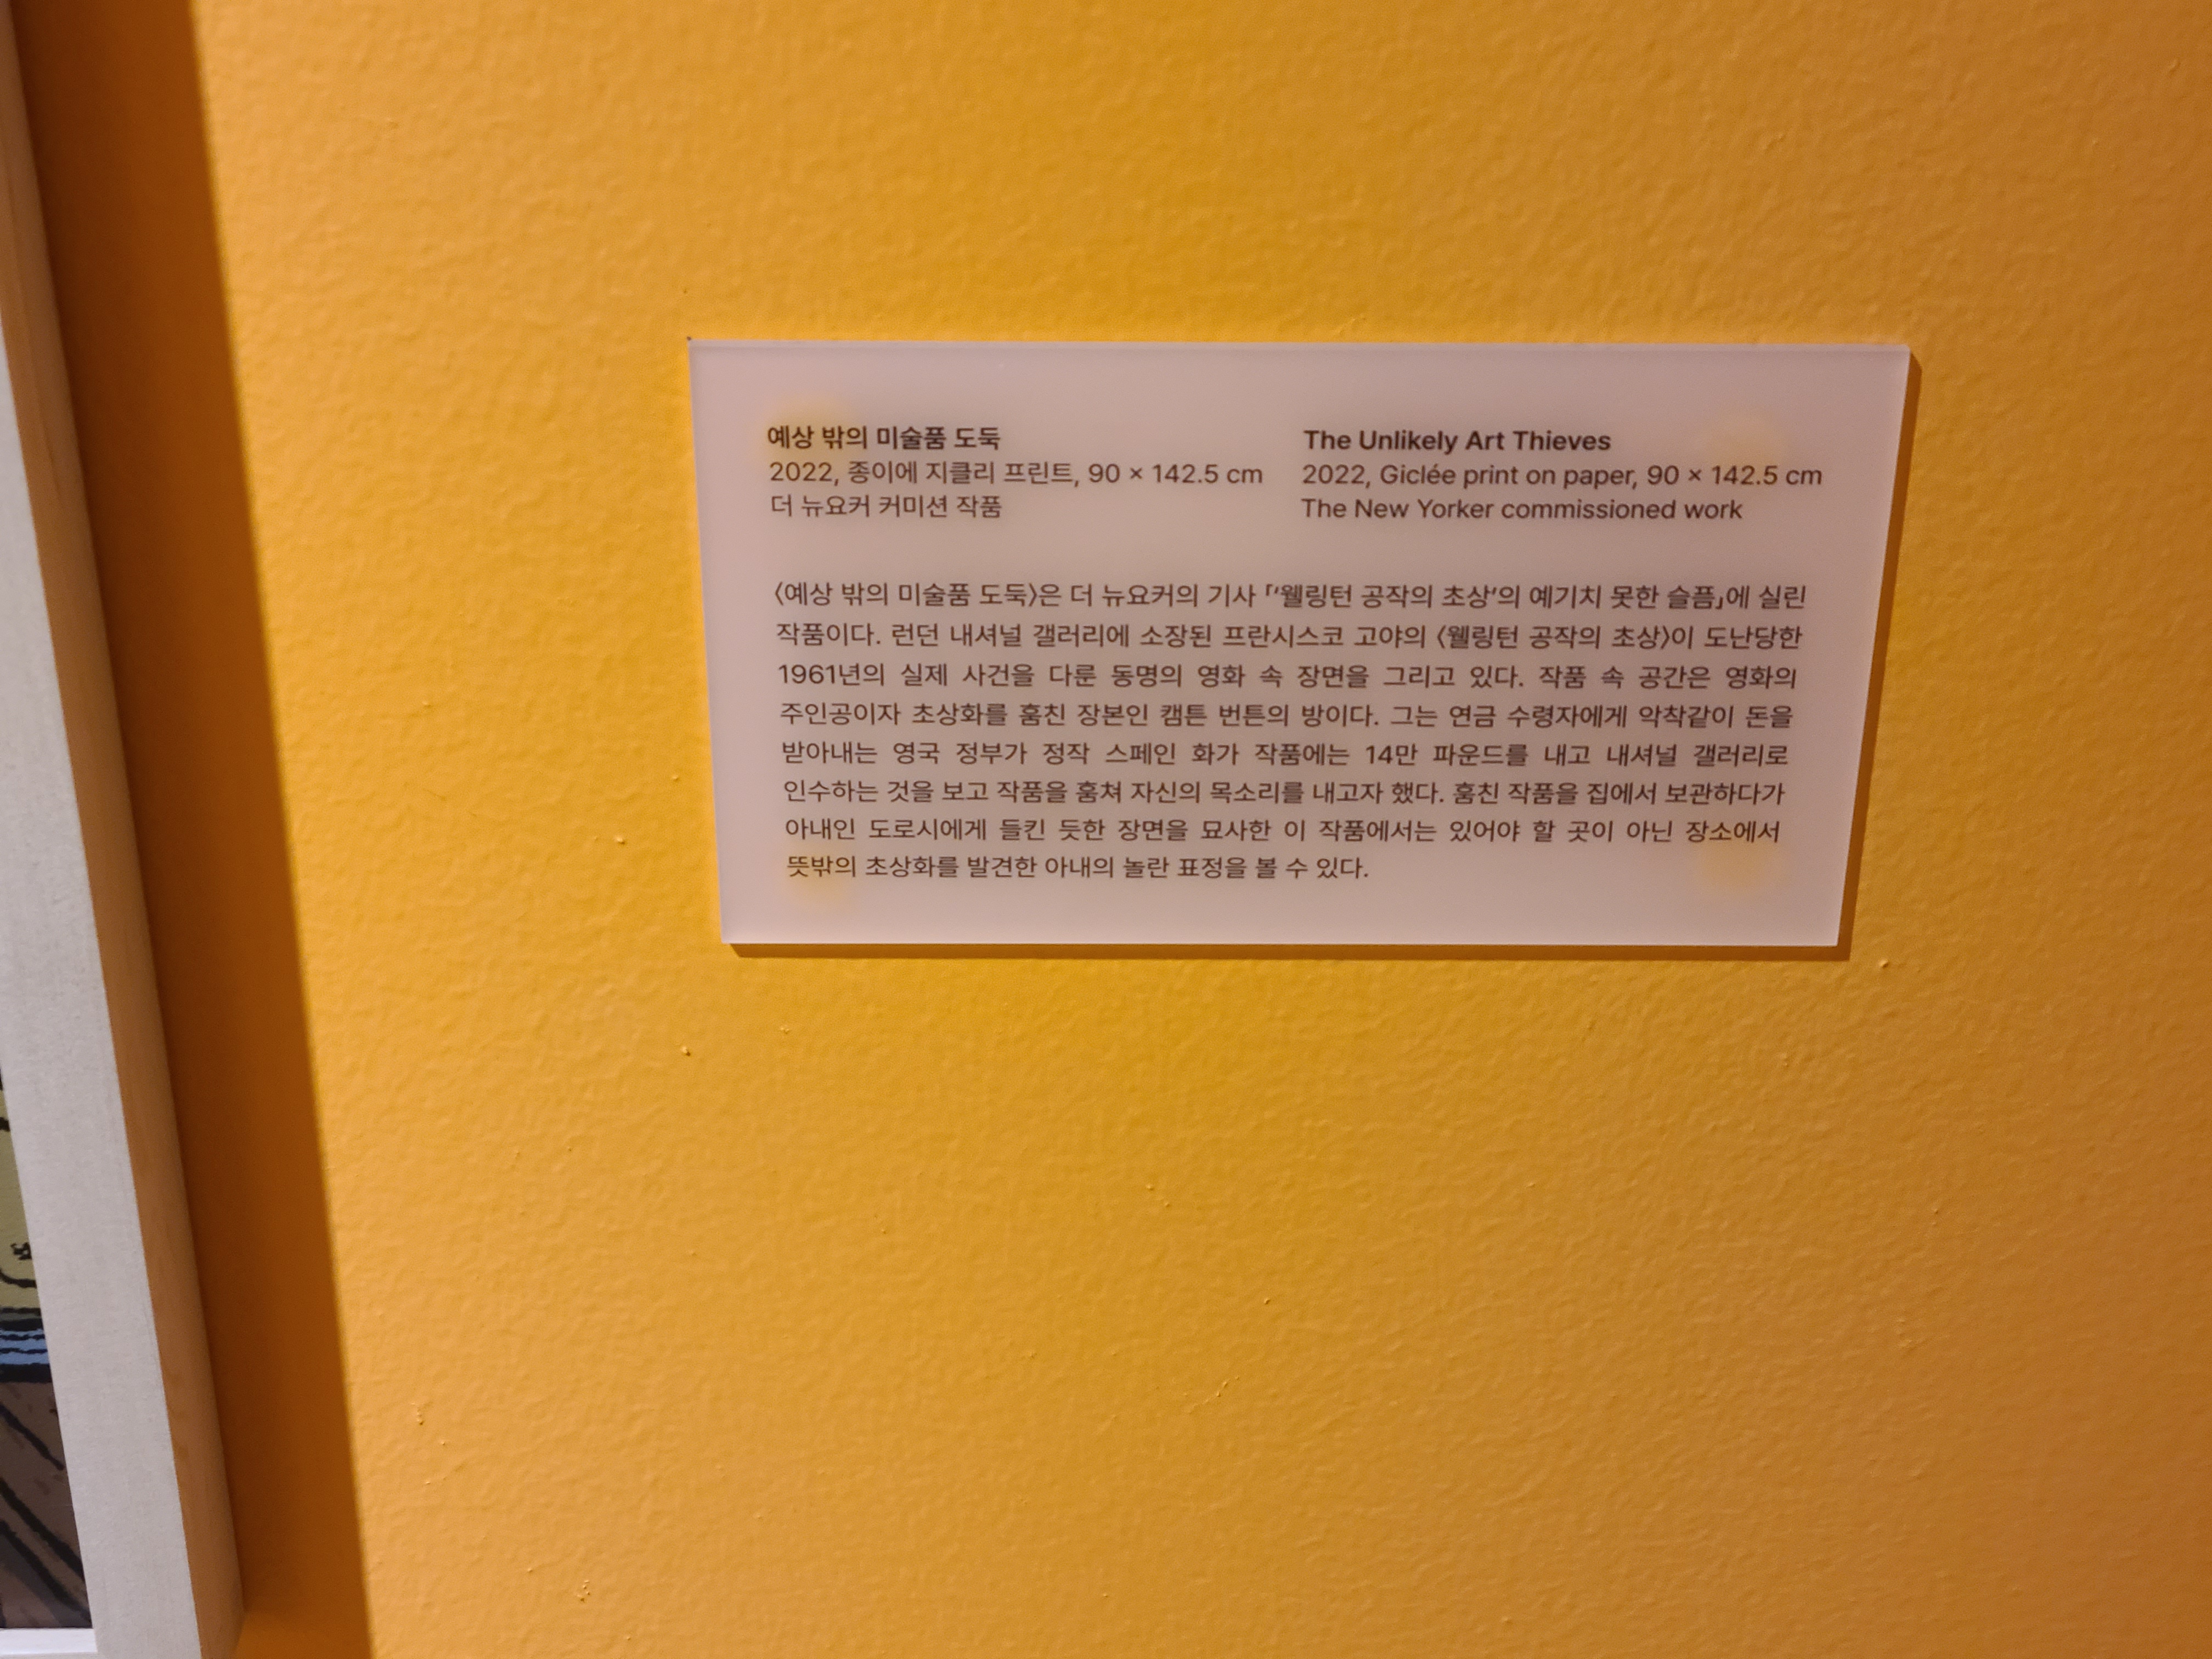 예상 밖의 미술품 도둑
2022, 종이에 지클리 프린트, 90 × 142.5 cm
더 뉴요커 커미션 작품
The Unlikely Art Thieves
2022, Giclée print on paper, 90 × 142.5 cm
The New Yorker commissioned work
〈예상 밖의 미술품 도둑〉은 더 뉴요커의 기사 「‘웰링턴 공작의 초상’의 예기치 못한 슬픔」에 실린
작품이다. 런던 내셔널 갤러리에 소장된 프란시스코 고야의 〈웰링턴 공작의 초상〉이 도난당한
1961년의 실제 사건을 다룬 동명의 영화 속 장면을 그리고 있다. 작품 속 공간은 영화의
주인공이자 초상화를 훔친 장본인 캠튼 번튼의 방이다. 그는 연금 수령자에게 악착같이 돈을
받아내는 영국 정부가 정작 스페인 화가 작품에는 14만 파운드를 내고 내셔널 갤러리로
인수하는 것을 보고 작품을 훔쳐 자신의 목소리를 내고자 했다. 훔친 작품을 집에서 보관하다가
아내인 도로시에게 들킨 듯한 장면을 묘사한 이 작품에서는 있어야 할 곳이 아닌 장소에서
뜻밖의 초상화를 발견한 아내의 놀란 표정을 볼 수 있다.